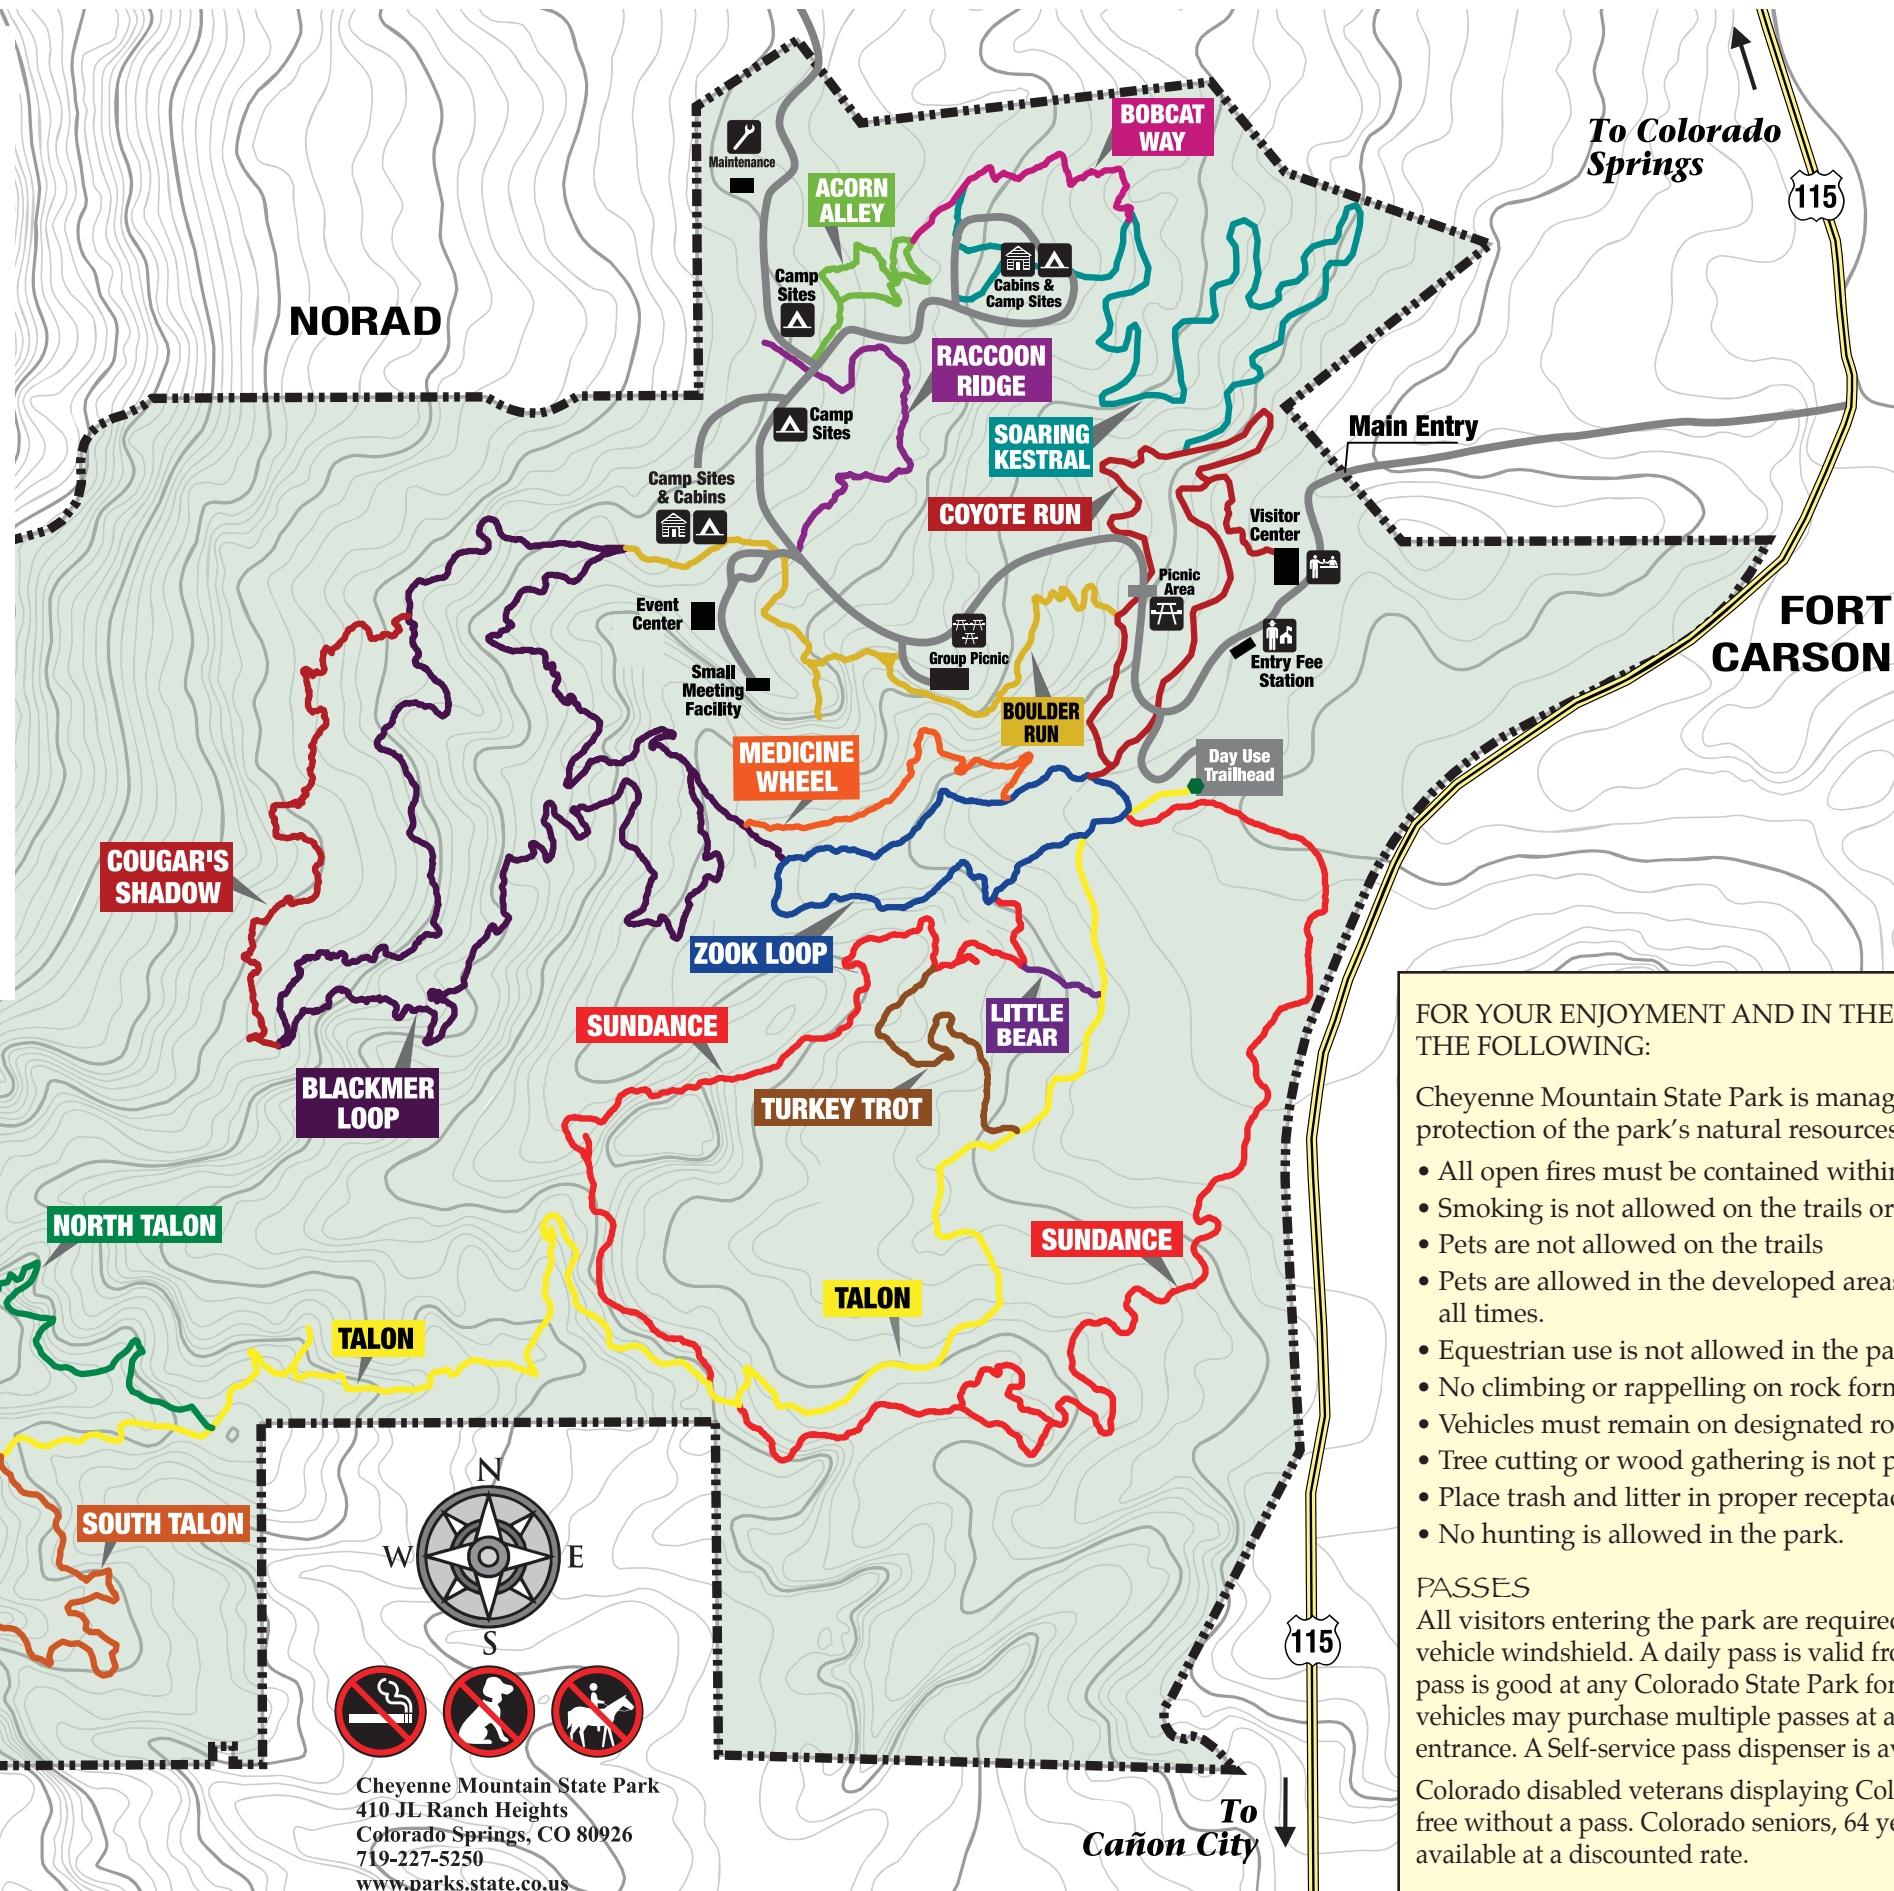 To Colorado
Springs
115
BOBCAT
WAY
Maintenance
ACORN
ALLEY
Camp
Sites
Cabins &
Camp Sites
NORAD
RACCOON
RIDGE
Camp
Sites
SOARING
KESTRAL
Main Entry
Camp Sites
& Cabins
COYOTE RUN
Visitor
Center
Picnic
Area
Event
Center
FORT
CARSON
Group Picnic
Entry Fee
Station
Small
Meeting
Facility
BOULDER
RUN
MEDICINE
WHEEL
Day Use
Trailhead
COUGAR'S
SHADOW
ZOOK LOOP
SUNDANCE
LITTLE
BEAR
BLACKMER
LOOP
TURKEY TROT
NORTH TALON
SUNDANCE
TALON
TALON
SOUTH TALON
N
W
E
S
115
To
Cañon City
Cheyenne Mountain State Park
410 JL Ranch Heights
Colorado Springs, CO 80926
719-227-5250
www.parks.state.co.us
FOR YOUR ENJOYMENT AND IN THE
THE FOLLOWING:
Cheyenne Mountain State Park is manag
protection of the park's natural resources
• All open fires must be contained within
• Smoking is not allowed on the trails or
• Pets are not allowed on the trails
• Pets are allowed in the developed areas
all times.
• Equestrian use is not allowed in the pa
• No climbing or rappelling on rock form
• Vehicles must remain on designated ro
• Tree cutting or wood gathering is not p
• Place trash and litter in proper receptac
• No hunting is allowed in the park.
PASSES
All visitors entering the park are required
vehicle windshield. A daily pass is valid fro
pass is good at any Colorado State Park for
vehicles may purchase multiple passes at a
entrance. A Self-service pass dispenser is av
Colorado disabled veterans displaying Col
free without a pass. Colorado seniors, 64 ye
available at a discounted rate.